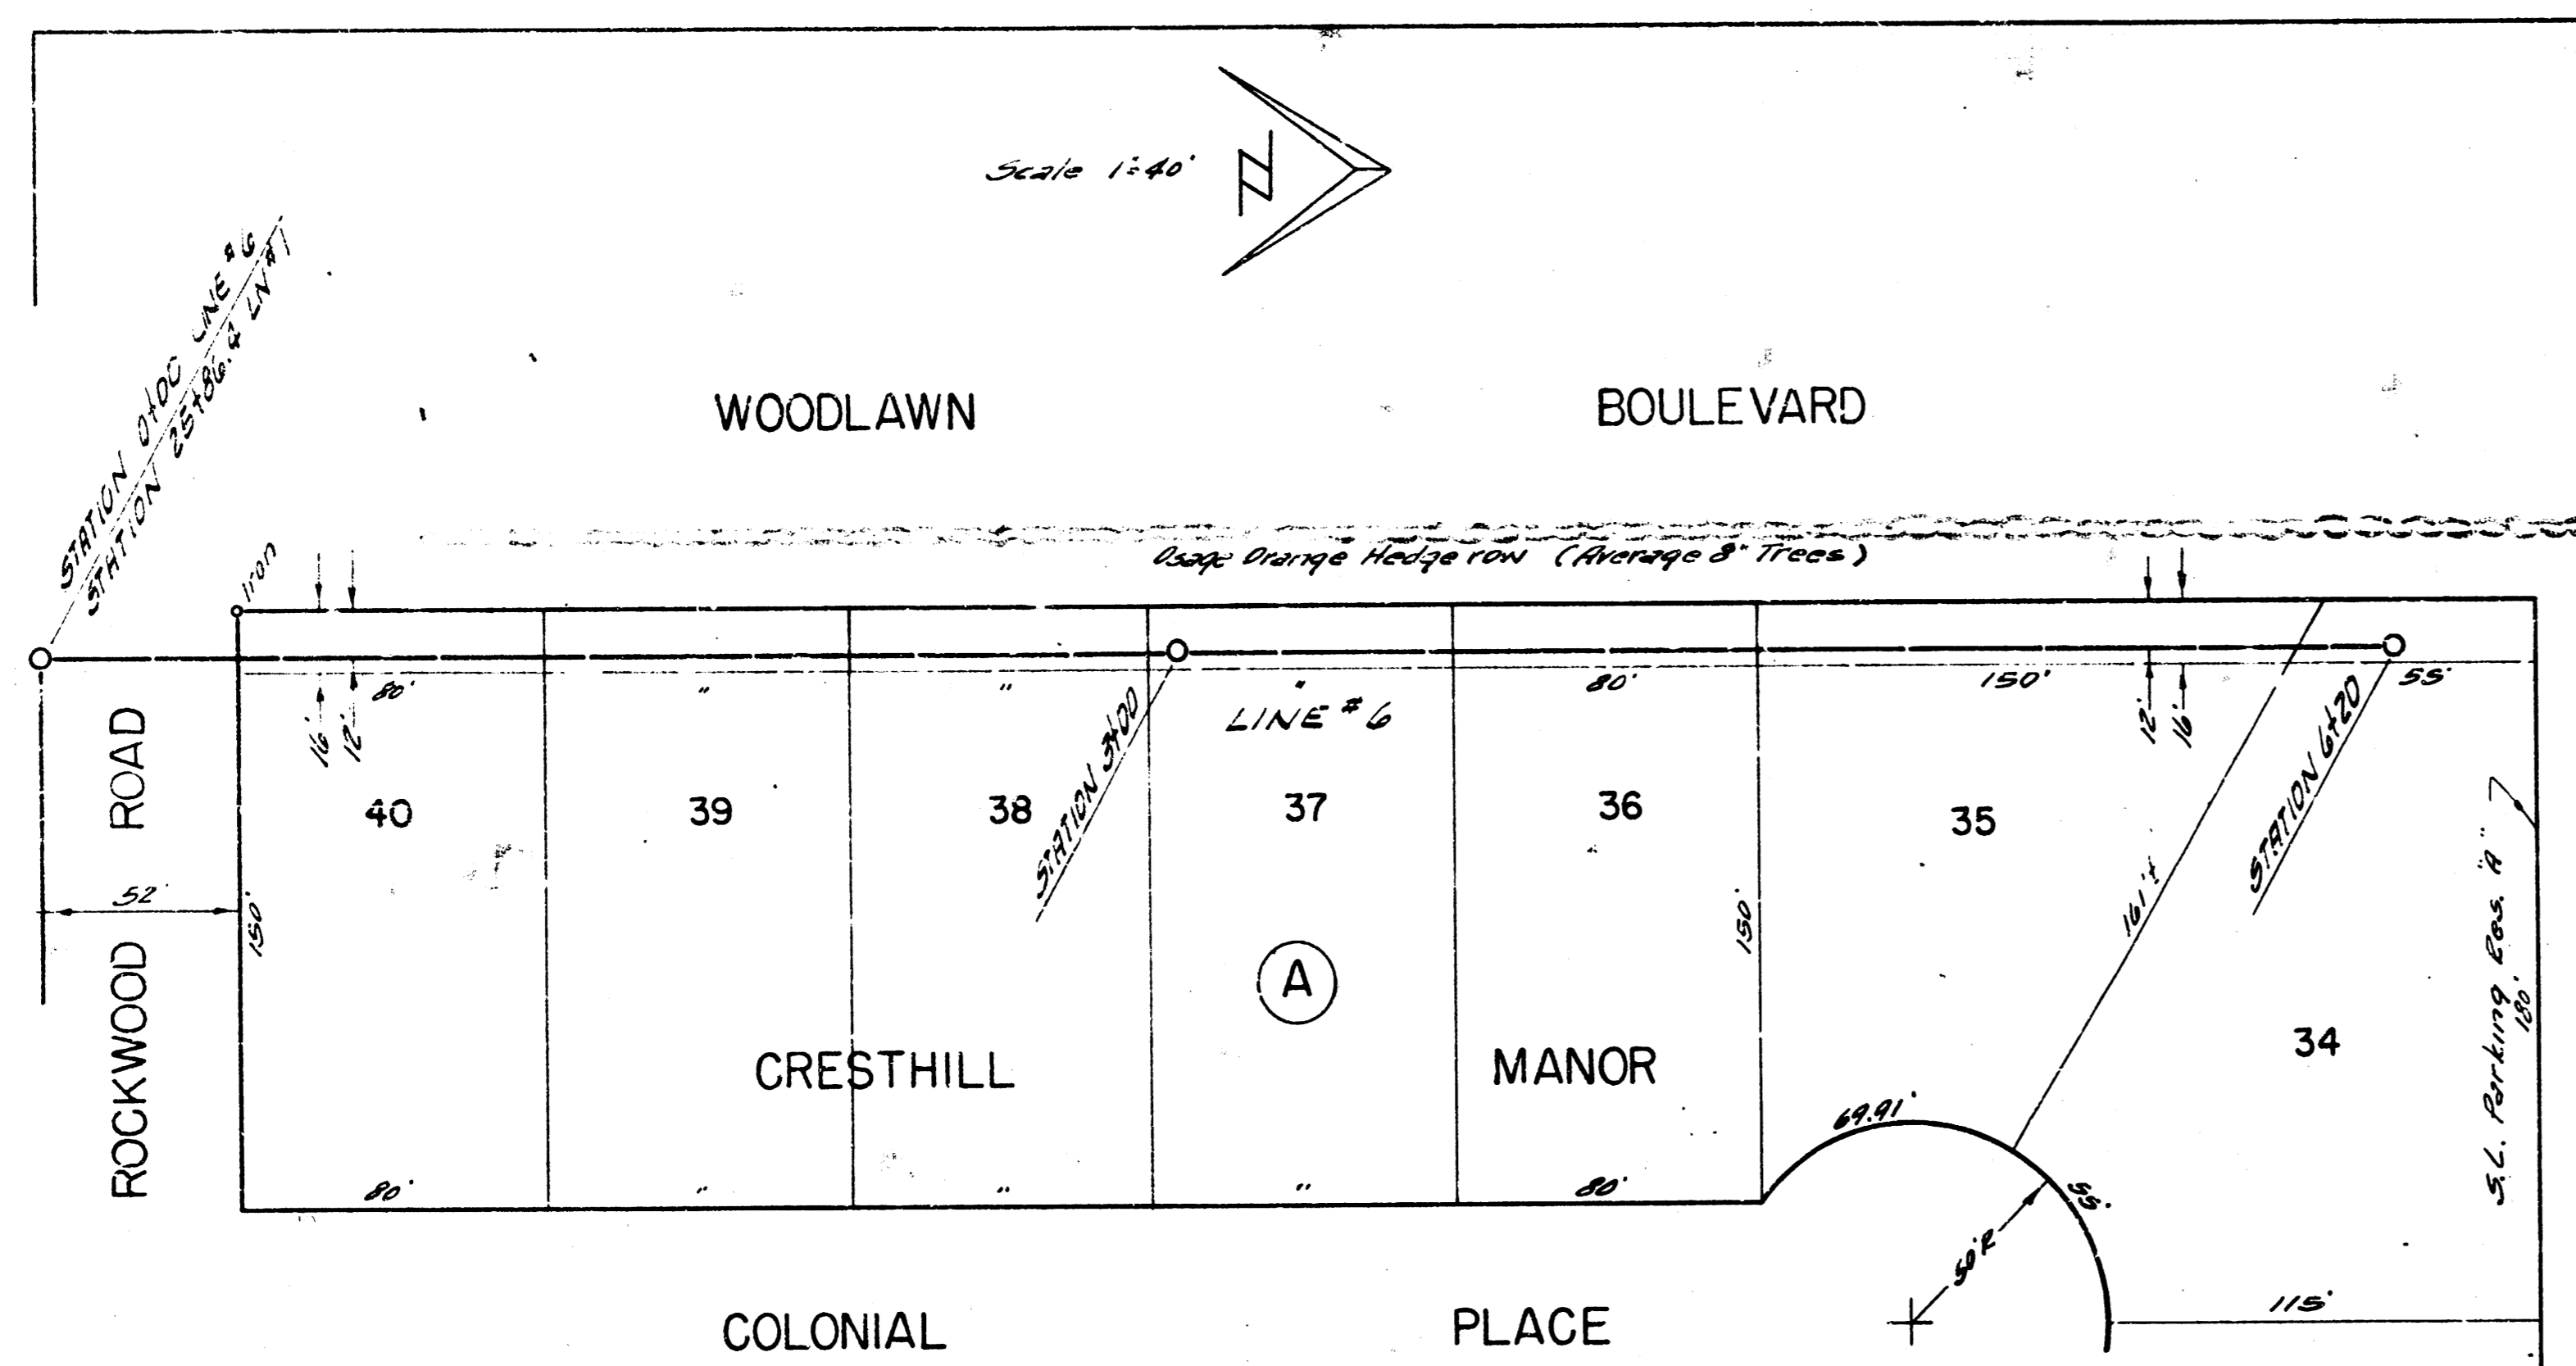 Scale 1"=40'
N
STATION 0+00 LINE #6
STATION 25+86.4 LN #1
WOODLAWN BOULEVARD
Osage Orange Hedge row (Average 8" Trees)
Iron
80' " " " 80' 150' 55'
16' 12'
12' 16'
LINE #6
STATION 3+00
STATION 6+20
ROCKWOOD ROAD
52'
150'
40 39 38 37 36 35
150'
161'±
S.L. Parking Res. "A"
180'
A
34
CRESTHILL MANOR
69.91'
55'
50'R
80' " " " 80'
115'
COLONIAL PLACE